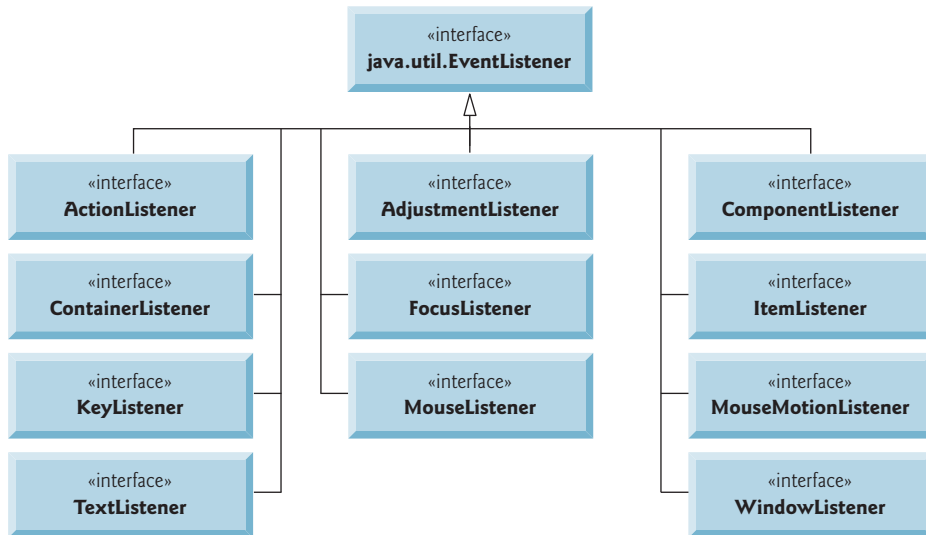 «interface»
java.util.EventListener
«interface»
ActionListener
«interface»
AdjustmentListener
«interface»
ComponentListener
«interface»
ContainerListener
«interface»
FocusListener
«interface»
ItemListener
«interface»
KeyListener
«interface»
MouseListener
«interface»
MouseMotionListener
«interface»
TextListener
«interface»
WindowListener